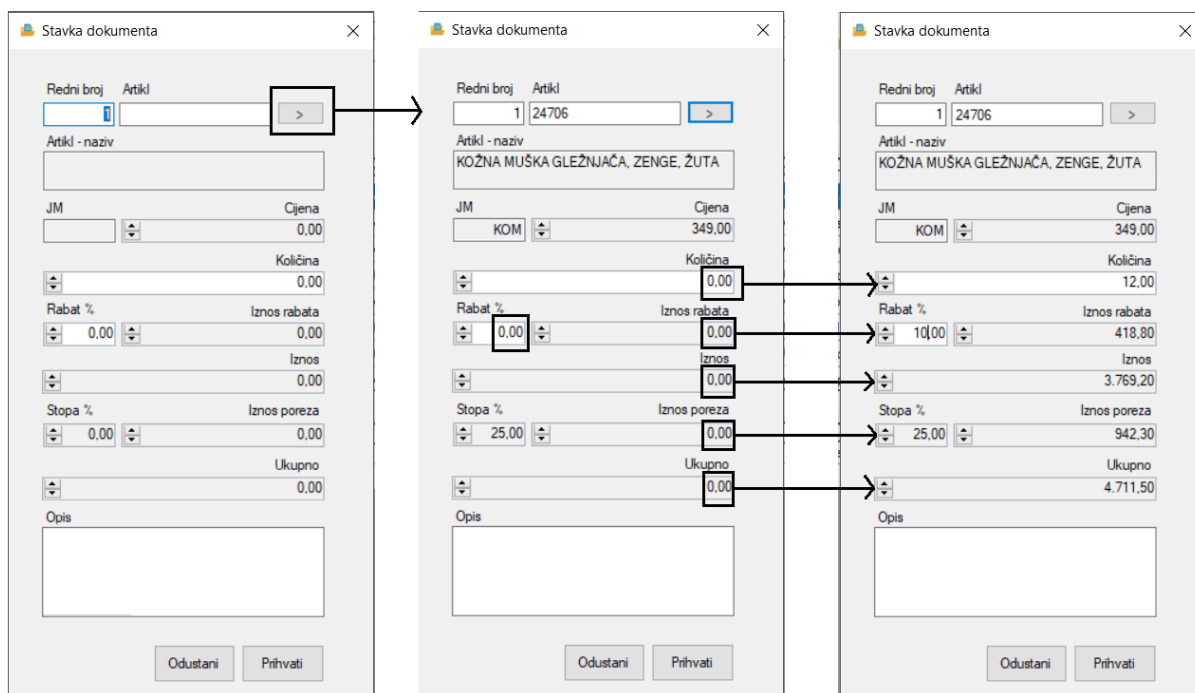 Stavka dokumenta
Redni broj Artikl
1 >
Artikl - naziv
JM Cijena
0,00
Količina
0,00
Rabat % Iznos rabata
0,00 0,00
Iznos
0,00
Stopa % Iznos poreza
0,00 0,00
Ukupno
0,00
Opis
Odustani Prihvati
Stavka dokumenta
Redni broj Artikl
1 24706 >
Artikl - naziv
KOŽNA MUŠKA GLEŽNJAČA, ZENGE, ŽUTA
JM Cijena
KOM 349,00
Količina
0,00
Rabat % Iznos rabata
0,00 0,00
Iznos
0,00
Stopa % Iznos poreza
25,00 0,00
Ukupno
0,00
Opis
Odustani Prihvati
Stavka dokumenta
Redni broj Artikl
1 24706 >
Artikl - naziv
KOŽNA MUŠKA GLEŽNJAČA, ZENGE, ŽUTA
JM Cijena
KOM 349,00
Količina
12,00
Rabat % Iznos rabata
10,00 418,80
Iznos
3.769,20
Stopa % Iznos poreza
25,00 942,30
Ukupno
4.711,50
Opis
Odustani Prihvati